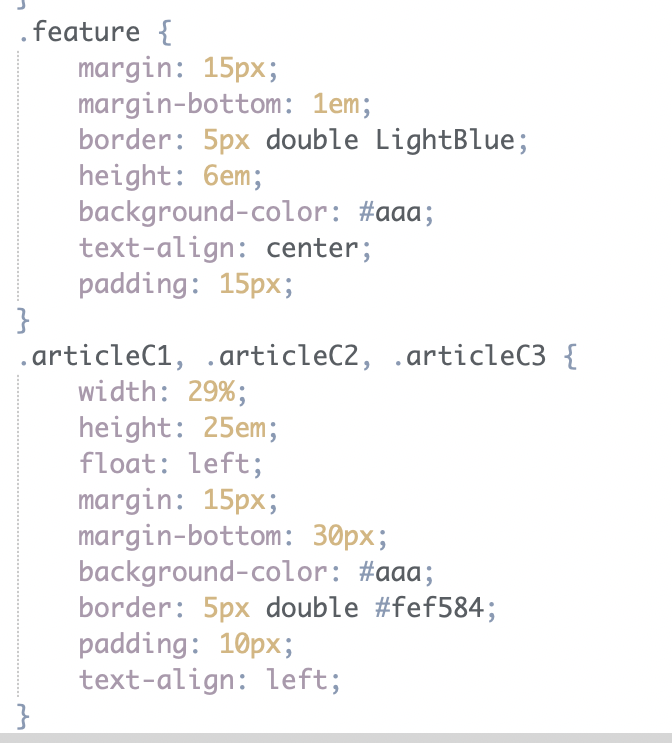 }
.feature {
    margin: 15px;
    margin-bottom: 1em;
    border: 5px double LightBlue;
    height: 6em;
    background-color: #aaa;
    text-align: center;
    padding: 15px;
}
.articleC1, .articleC2, .articleC3 {
    width: 29%;
    height: 25em;
    float: left;
    margin: 15px;
    margin-bottom: 30px;
    background-color: #aaa;
    border: 5px double #fef584;
    padding: 10px;
    text-align: left;
}